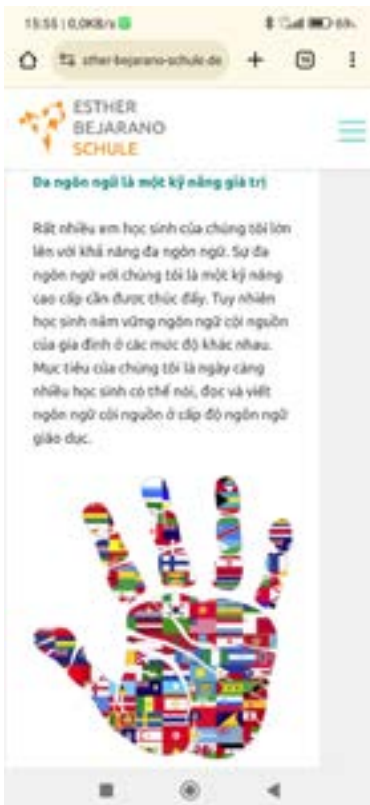 15:55 | 0,0KB/s
esther-bejarano-schule.de
ESTHER
BEJARANO
SCHULE
Đa ngôn ngữ là một kỹ năng giá trị
Rất nhiều em học sinh của chúng tôi lớn
lên với khả năng đa ngôn ngữ. Sự đa
ngôn ngữ với chúng tôi là một kỹ năng
cao cấp cần được thúc đẩy. Tuy nhiên
học sinh nắm vững ngôn ngữ cội nguồn
của gia đình ở các mức độ khác nhau.
Mục tiêu của chúng tôi là ngày càng
nhiều học sinh có thể nói, đọc và viết
ngôn ngữ cội nguồn ở cấp độ ngôn ngữ
giáo dục.